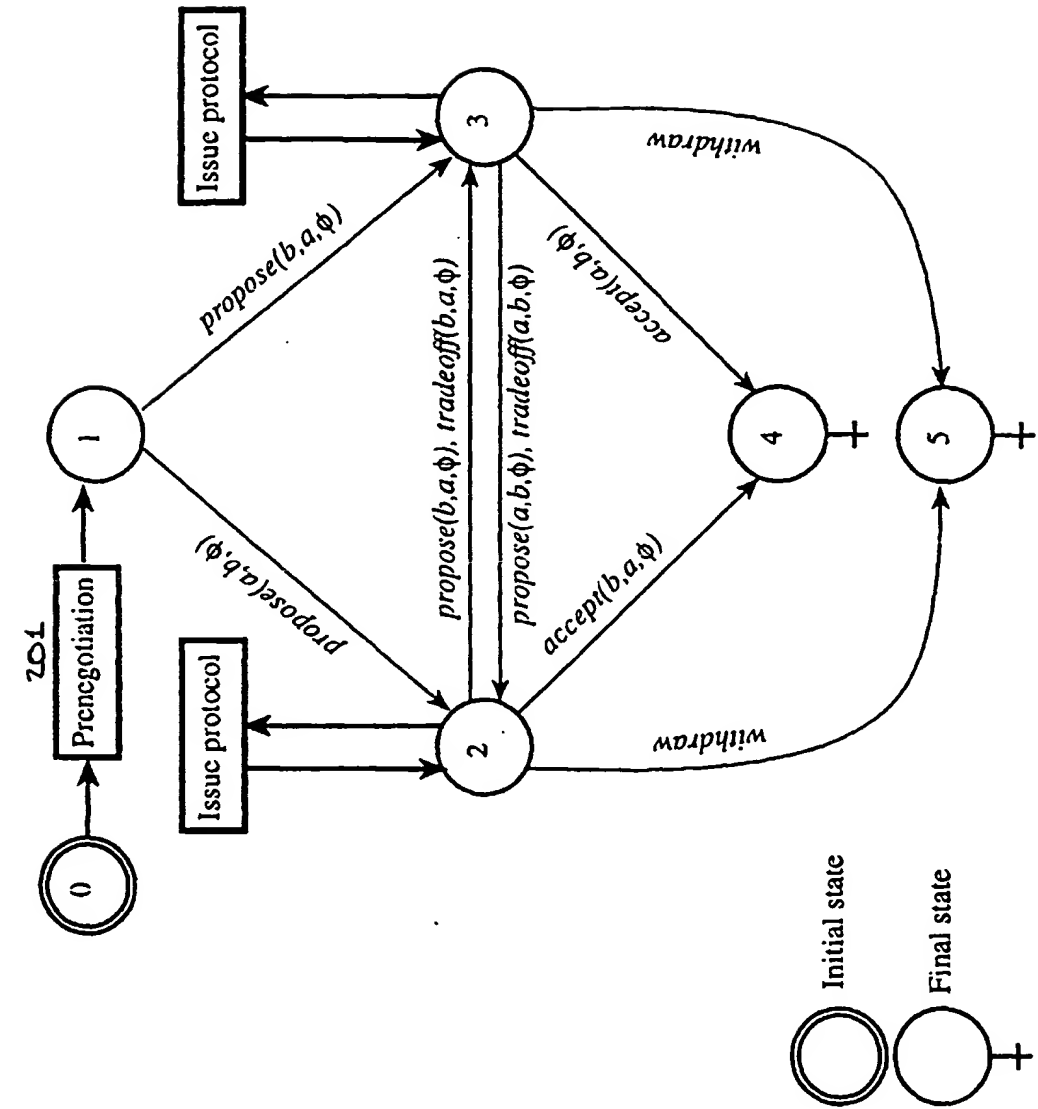 201
0
Prenegotiation
1
Issue protocol
Issue protocol
propose(a,b,ϕ)
propose(b,a,ϕ)
2
3
propose(b,a,ϕ), tradeoff(b,a,ϕ)
propose(a,b,ϕ), tradeoff(a,b,ϕ)
accept(b,a,ϕ)
accept(a,b,ϕ)
withdraw
withdraw
4
5
Initial state
Final state